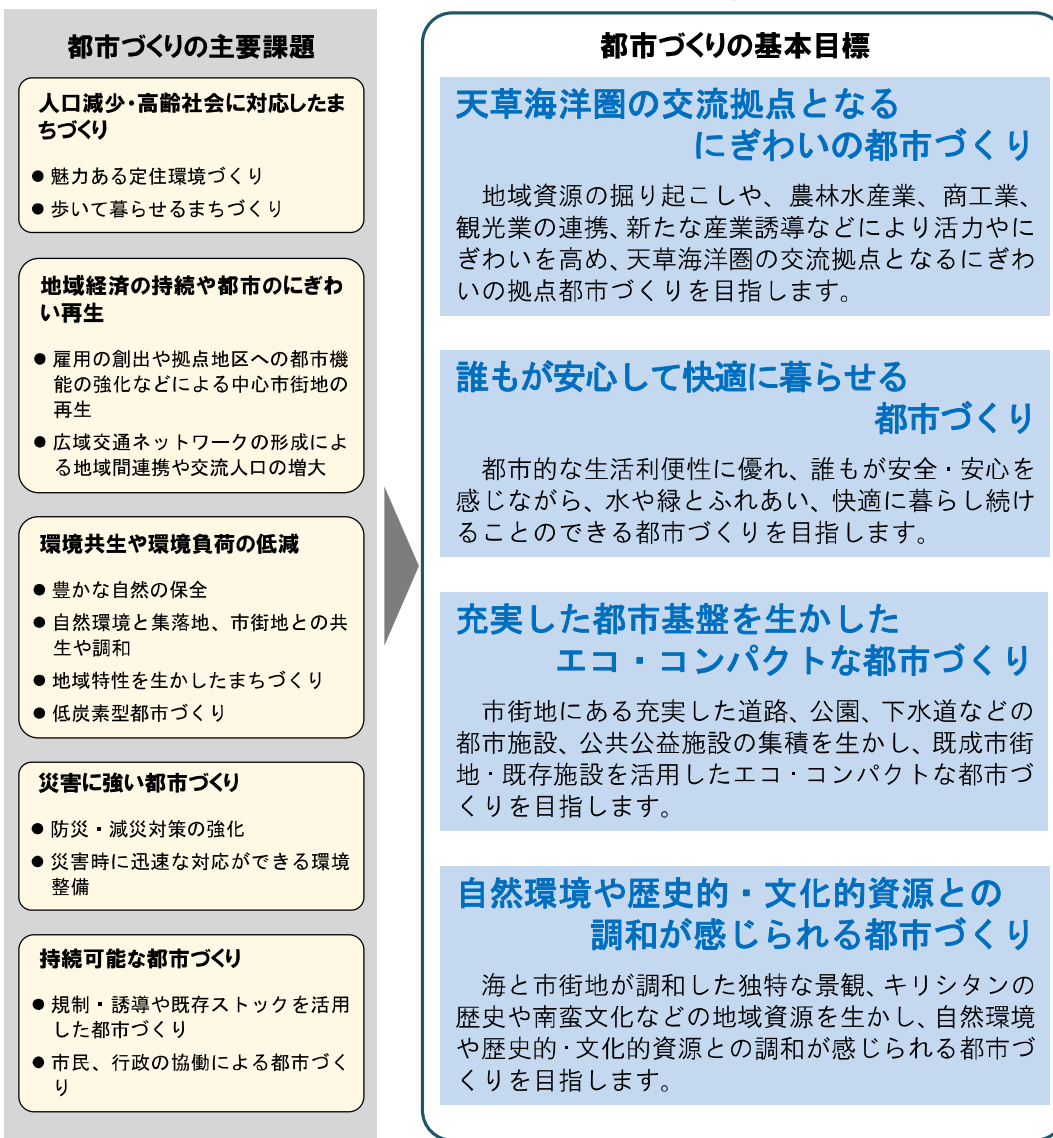 都市づくりの主要課題
人口減少・高齢社会に対応したま
ちづくり
● 魅力ある定住環境づくり
● 歩いて暮らせるまちづくり
地域経済の持続や都市のにぎわ
い再生
● 雇用の創出や拠点地区への都市機
能の強化などによる中心市街地の
再生
● 広域交通ネットワークの形成によ
る地域間連携や交流人口の増大
環境共生や環境負荷の低減
● 豊かな自然の保全
● 自然環境と集落地、市街地との共
生や調和
● 地域特性を生かしたまちづくり
● 低炭素型都市づくり
災害に強い都市づくり
● 防災・減災対策の強化
● 災害時に迅速な対応ができる環境
整備
持続可能な都市づくり
● 規制・誘導や既存ストックを活用
した都市づくり
● 市民、行政の協働による都市づく
り
都市づくりの基本目標
天草海洋圏の交流拠点となる
にぎわいの都市づくり
地域資源の掘り起こしや、農林水産業、商工業、
観光業の連携、新たな産業誘導などにより活力やに
ぎわいを高め、天草海洋圏の交流拠点となるにぎわ
いの拠点都市づくりを目指します。
誰もが安心して快適に暮らせる
都市づくり
都市的な生活利便性に優れ、誰もが安全・安心を
感じながら、水や緑とふれあい、快適に暮らし続け
ることのできる都市づくりを目指します。
充実した都市基盤を生かした
エコ・コンパクトな都市づくり
市街地にある充実した道路、公園、下水道などの
都市施設、公共公益施設の集積を生かし、既成市街
地・既存施設を活用したエコ・コンパクトな都市づ
くりを目指します。
自然環境や歴史的・文化的資源との
調和が感じられる都市づくり
海と市街地が調和した独特な景観、キリシタンの
歴史や南蛮文化などの地域資源を生かし、自然環境
や歴史的・文化的資源との調和が感じられる都市づ
くりを目指します。